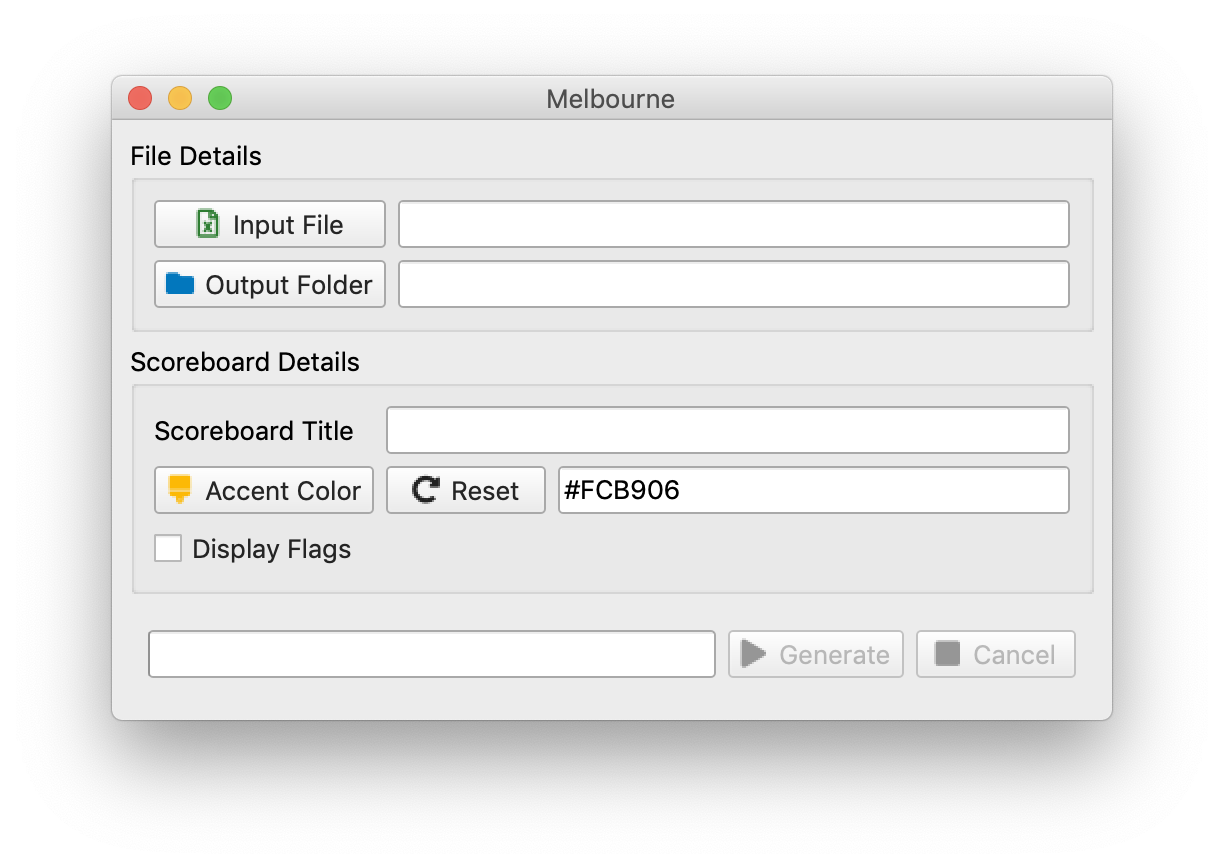 Melbourne
File Details
Input File
Output Folder
Scoreboard Details
Scoreboard Title
Accent Color Reset #FCB906
Display Flags
Generate Cancel